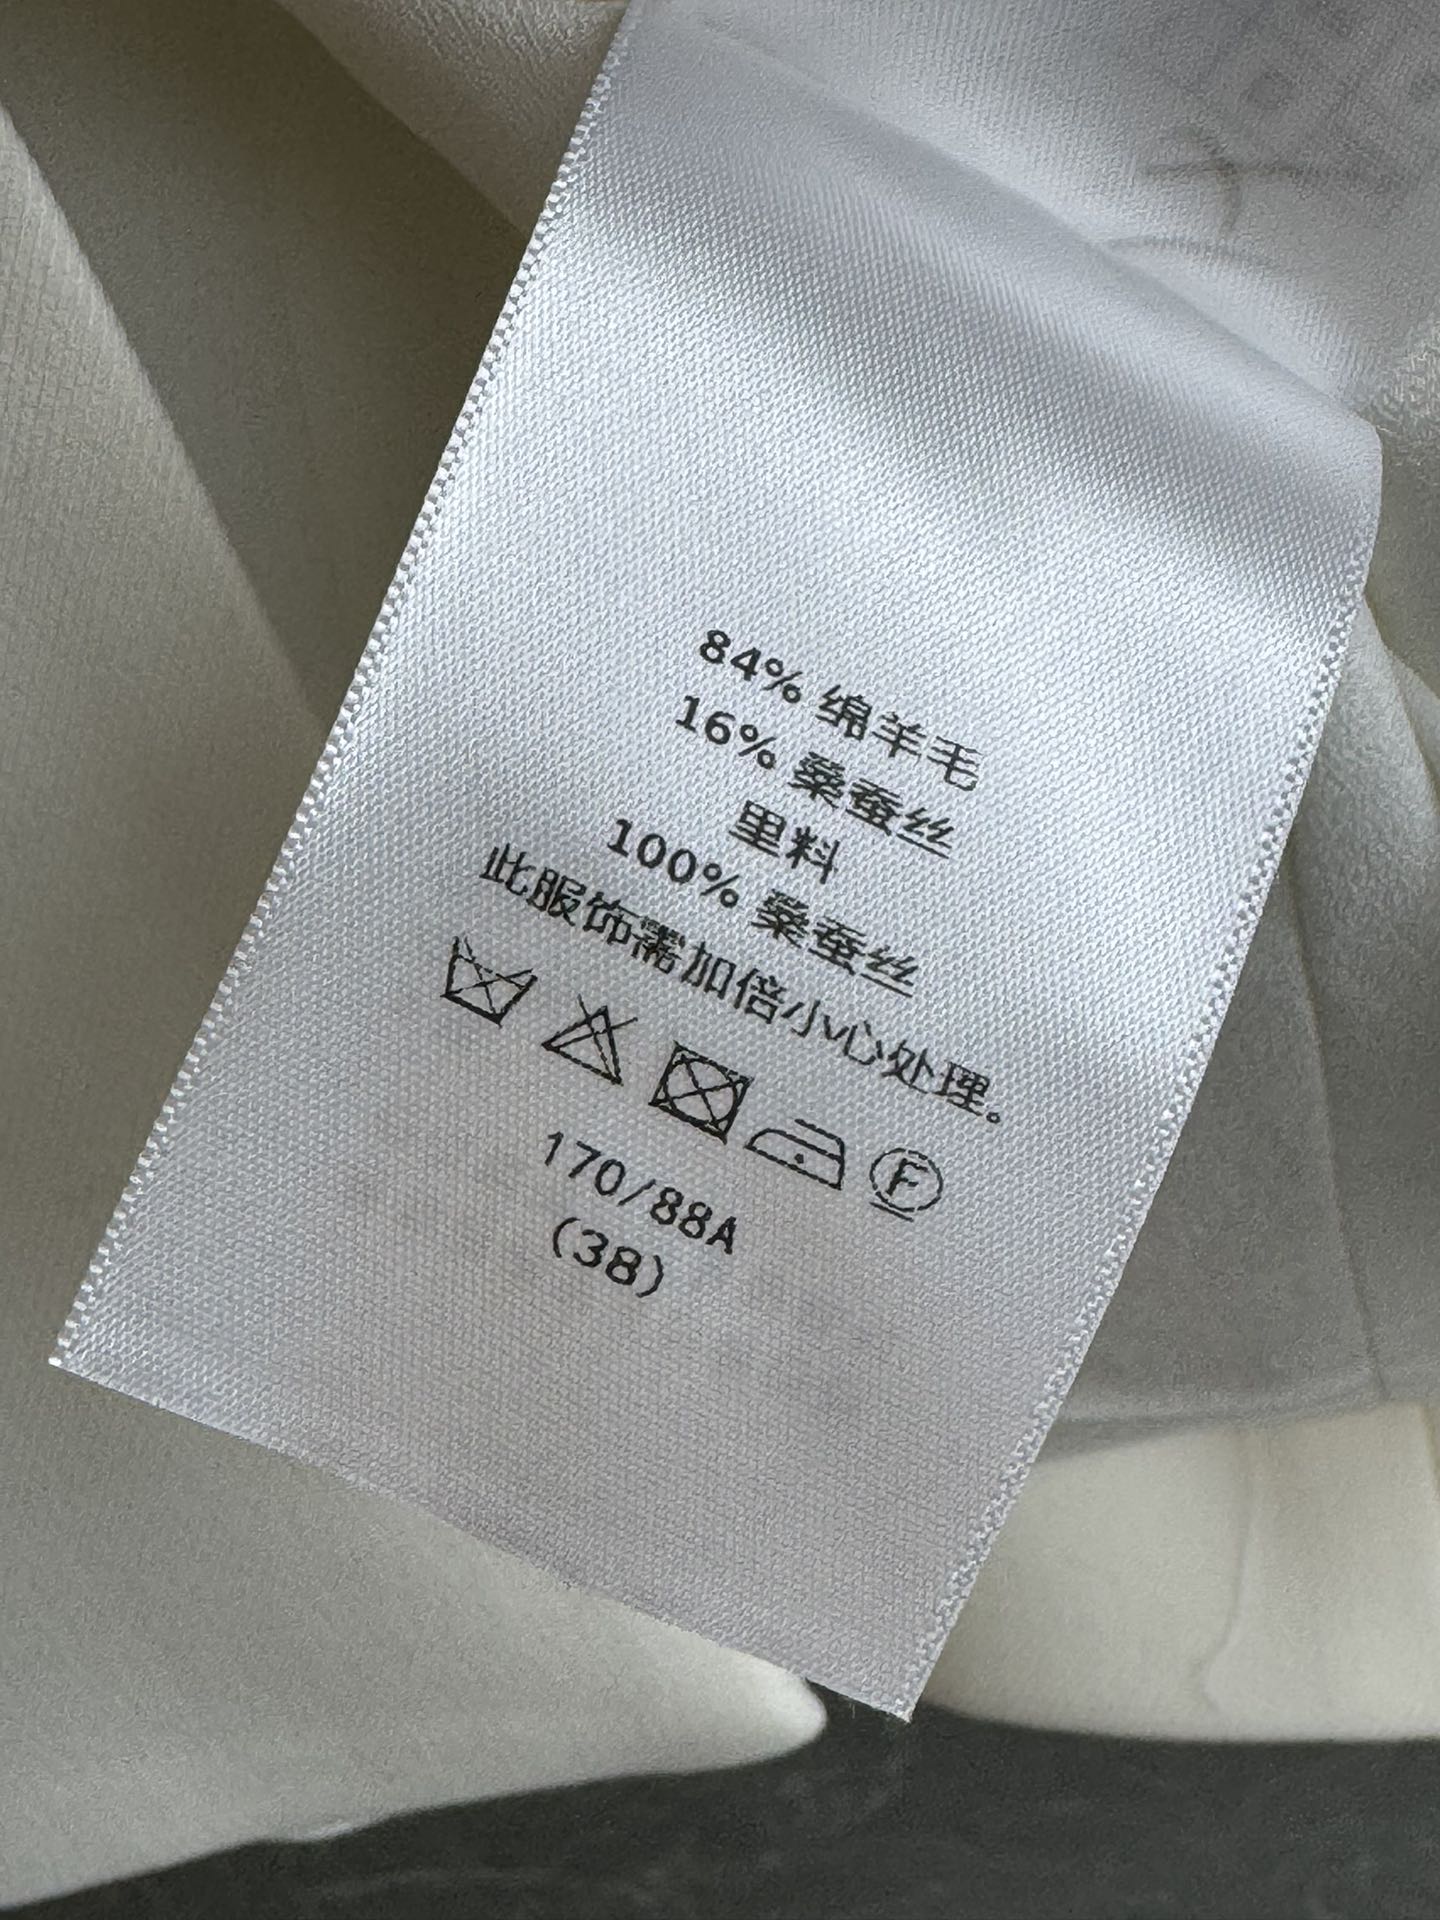 84% 绵羊毛
16% 桑蚕丝
里料
100% 桑蚕丝
此服饰需加倍小心处理。
F
170/88A
(38)